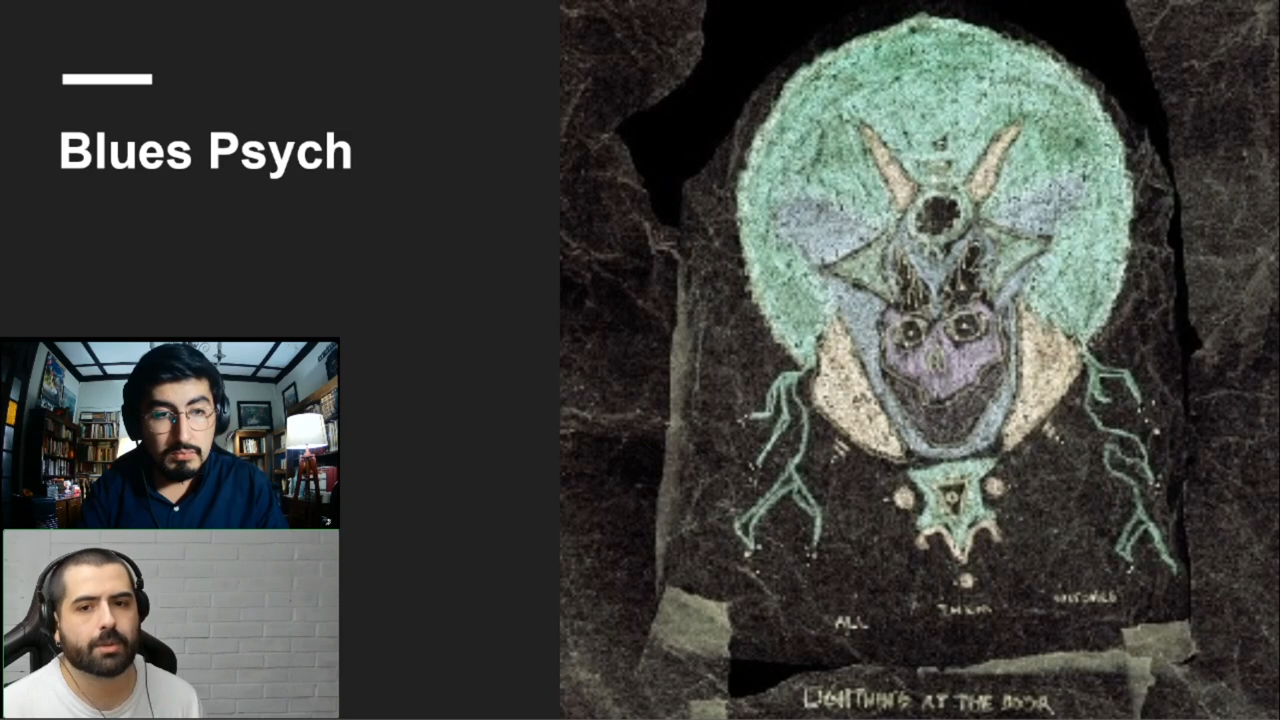 Blues Psych
ALL
THEM
WITCHES
LIGHTNING AT THE DOOR